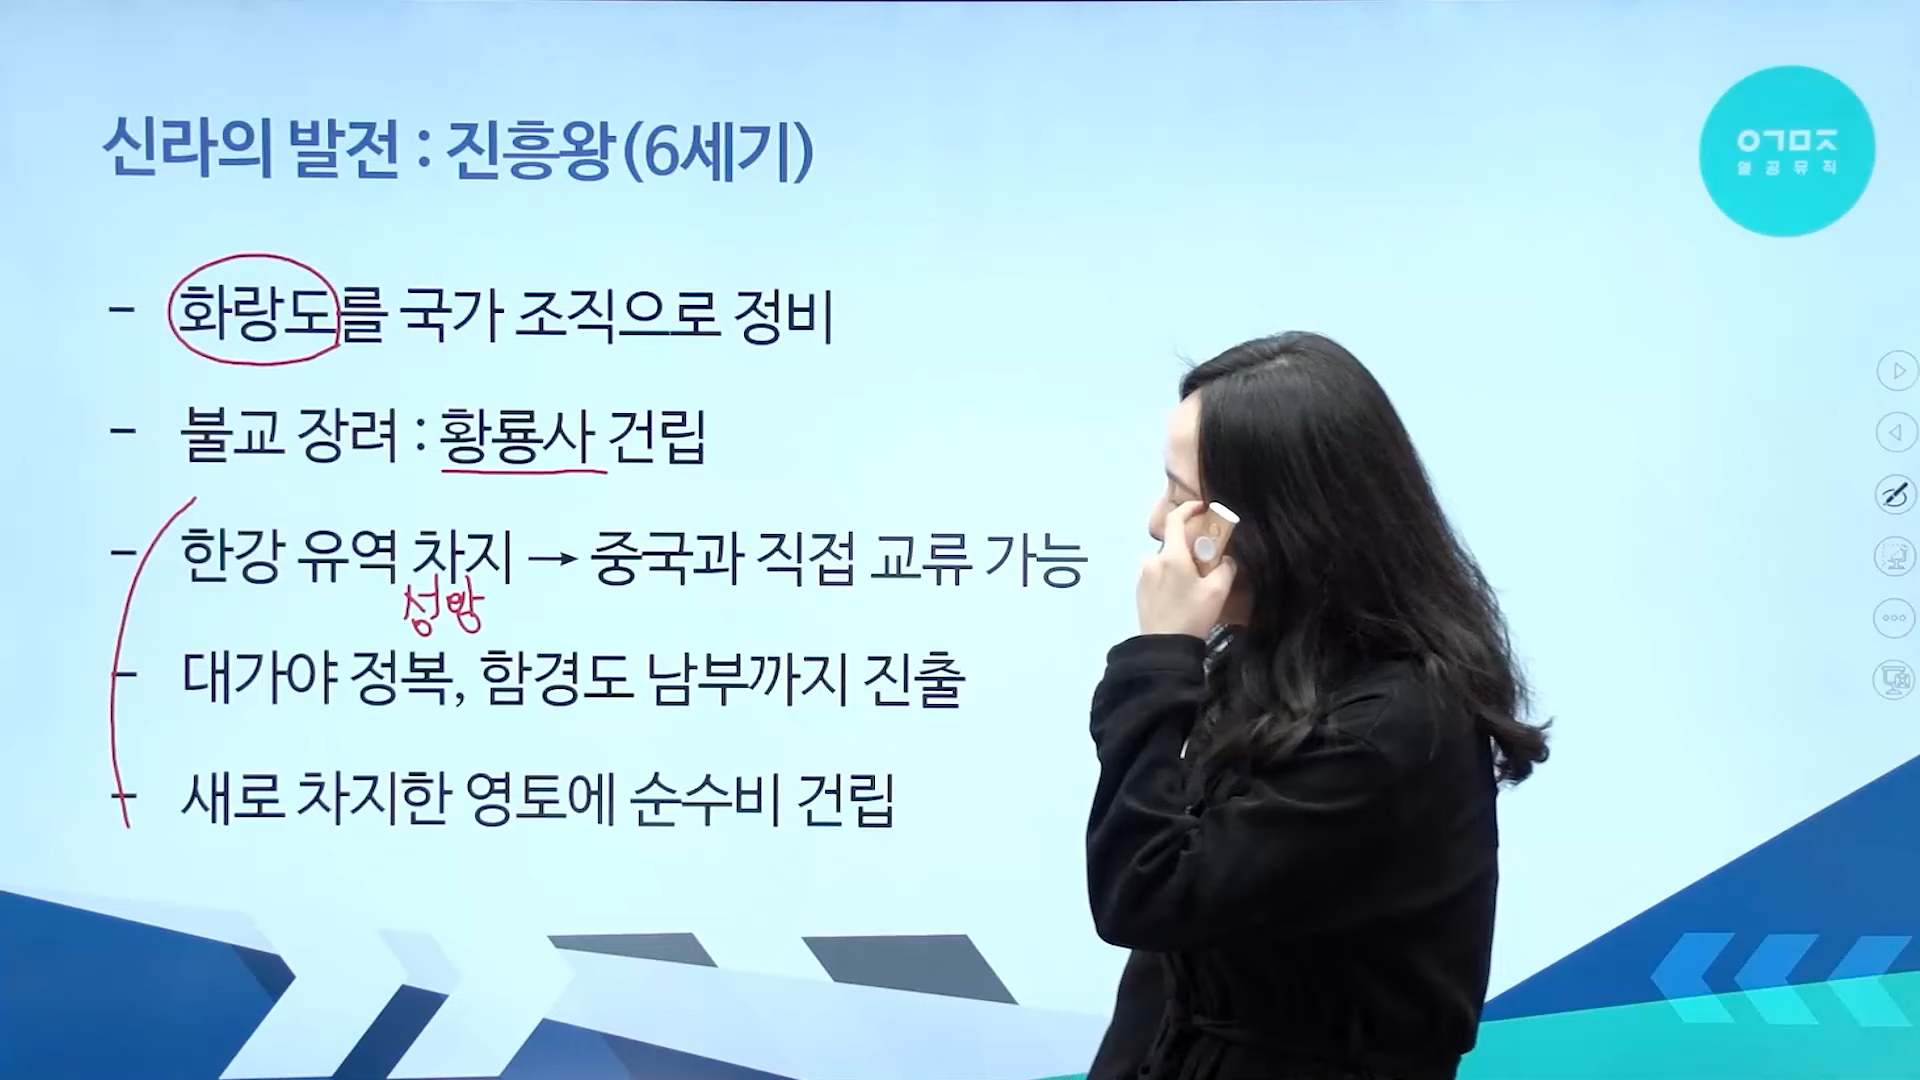 신라의 발전 : 진흥왕(6세기)
ㅇㄱㅁㅈ
열공뮤직
- 화랑도를 국가 조직으로 정비
- 불교 장려 : 황룡사 건립
- 한강 유역 차지 → 중국과 직접 교류 가능
성왕
- 대가야 정복, 함경도 남부까지 진출
- 새로 차지한 영토에 순수비 건립